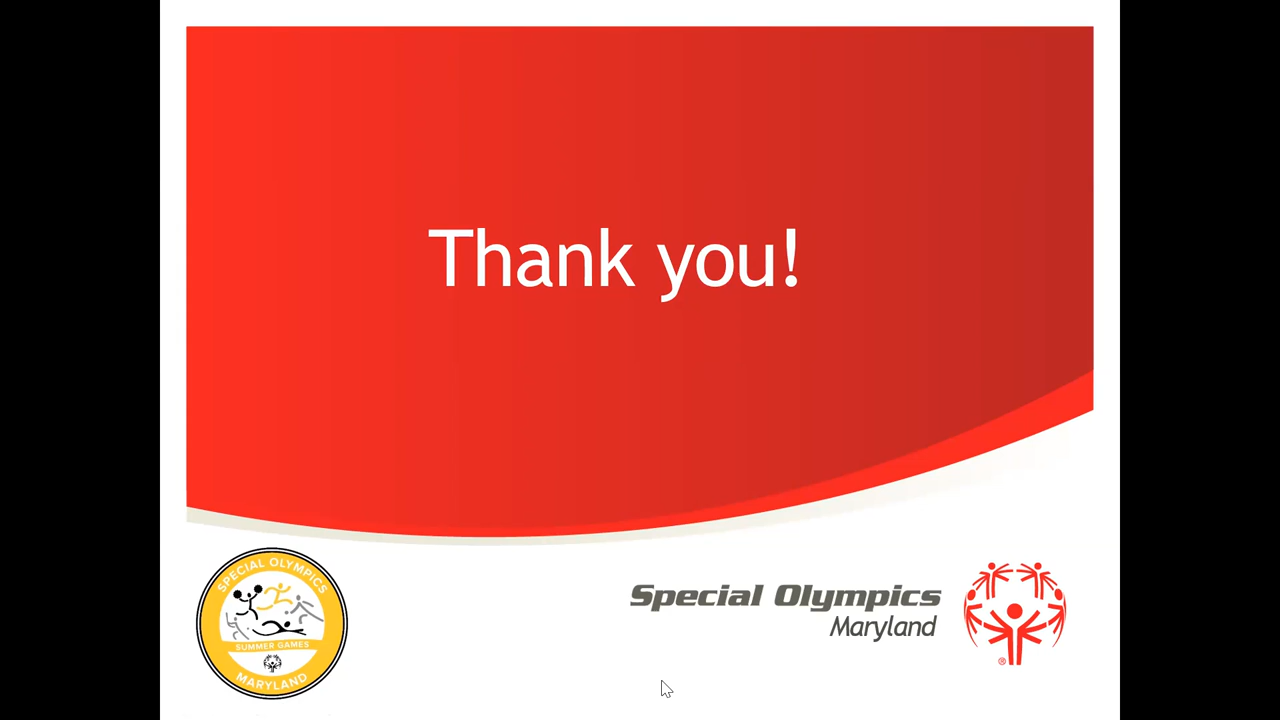 Thank you!
SPECIAL OLYMPICS
SUMMER GAMES
MARYLAND
Special Olympics
Maryland
®